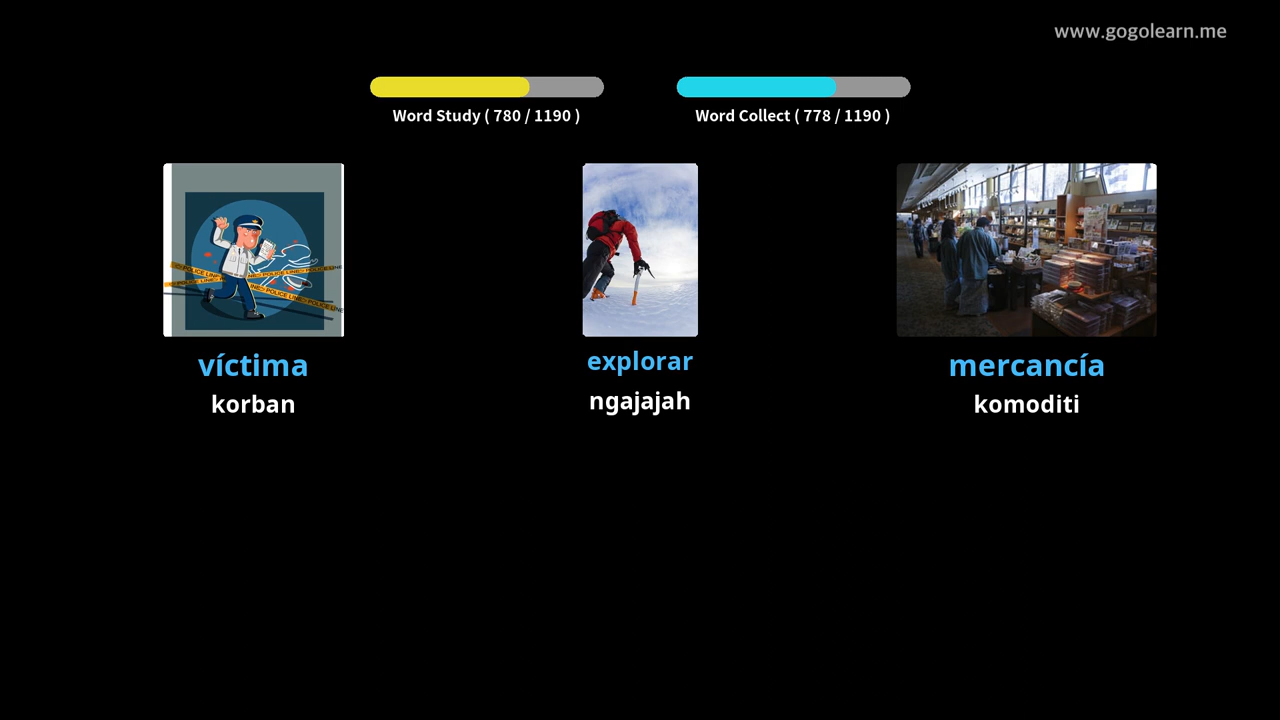 www.gogolearn.me
Word Study ( 780 / 1190 )
Word Collect ( 778 / 1190 )
víctima
korban
explorar
ngajajah
mercancía
komoditi